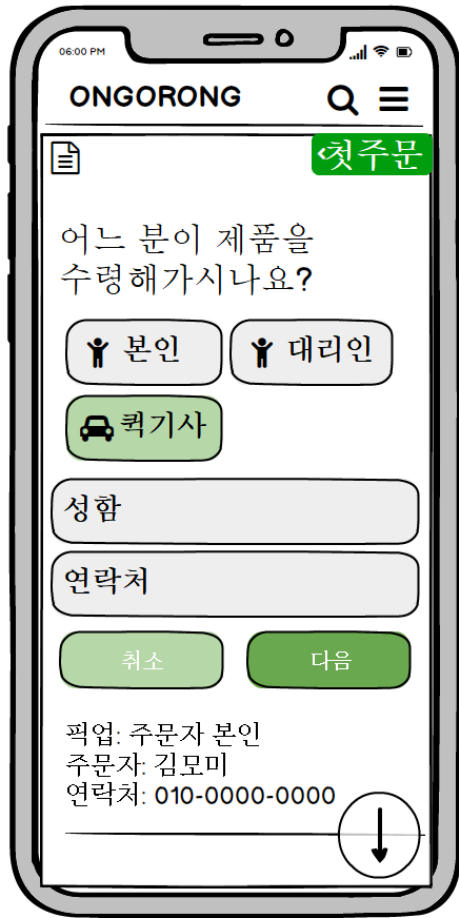 06:00 PM
ONGORONG
<첫주문
어느 분이 제품을
수령해가시나요?
본인
대리인
퀵기사
성함
연락처
취소
다음
픽업: 주문자 본인
주문자: 김모미
연락처: 010-0000-0000